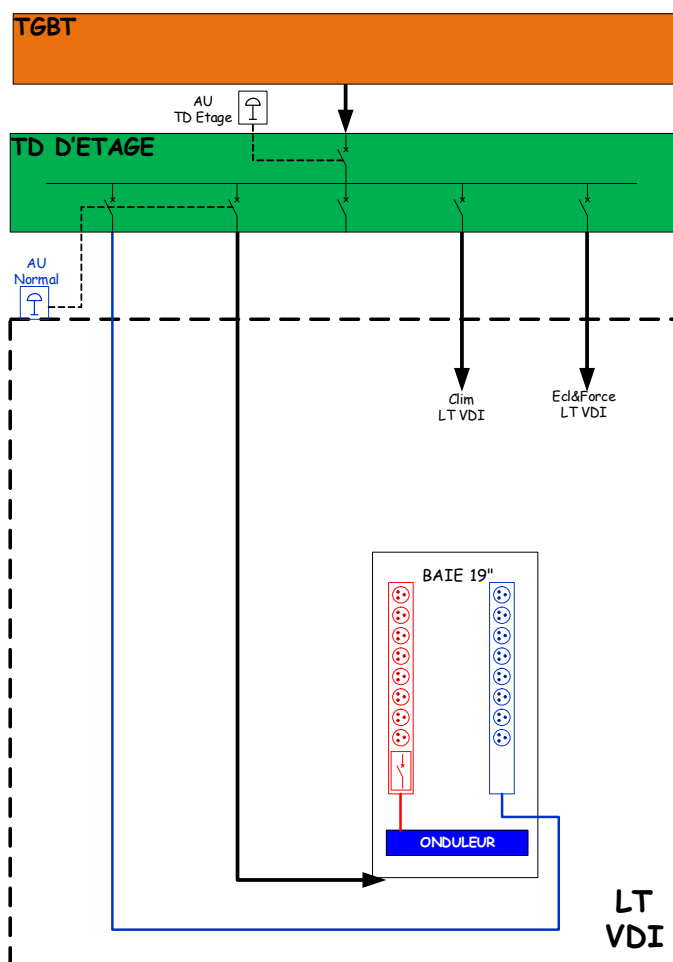 TGBT
AU
TD Etage
TD D'ETAGE
AU
Normal
Clim
LT VDI
Ecl&Force
LT VDI
BAIE 19"
ONDULEUR
LT
VDI